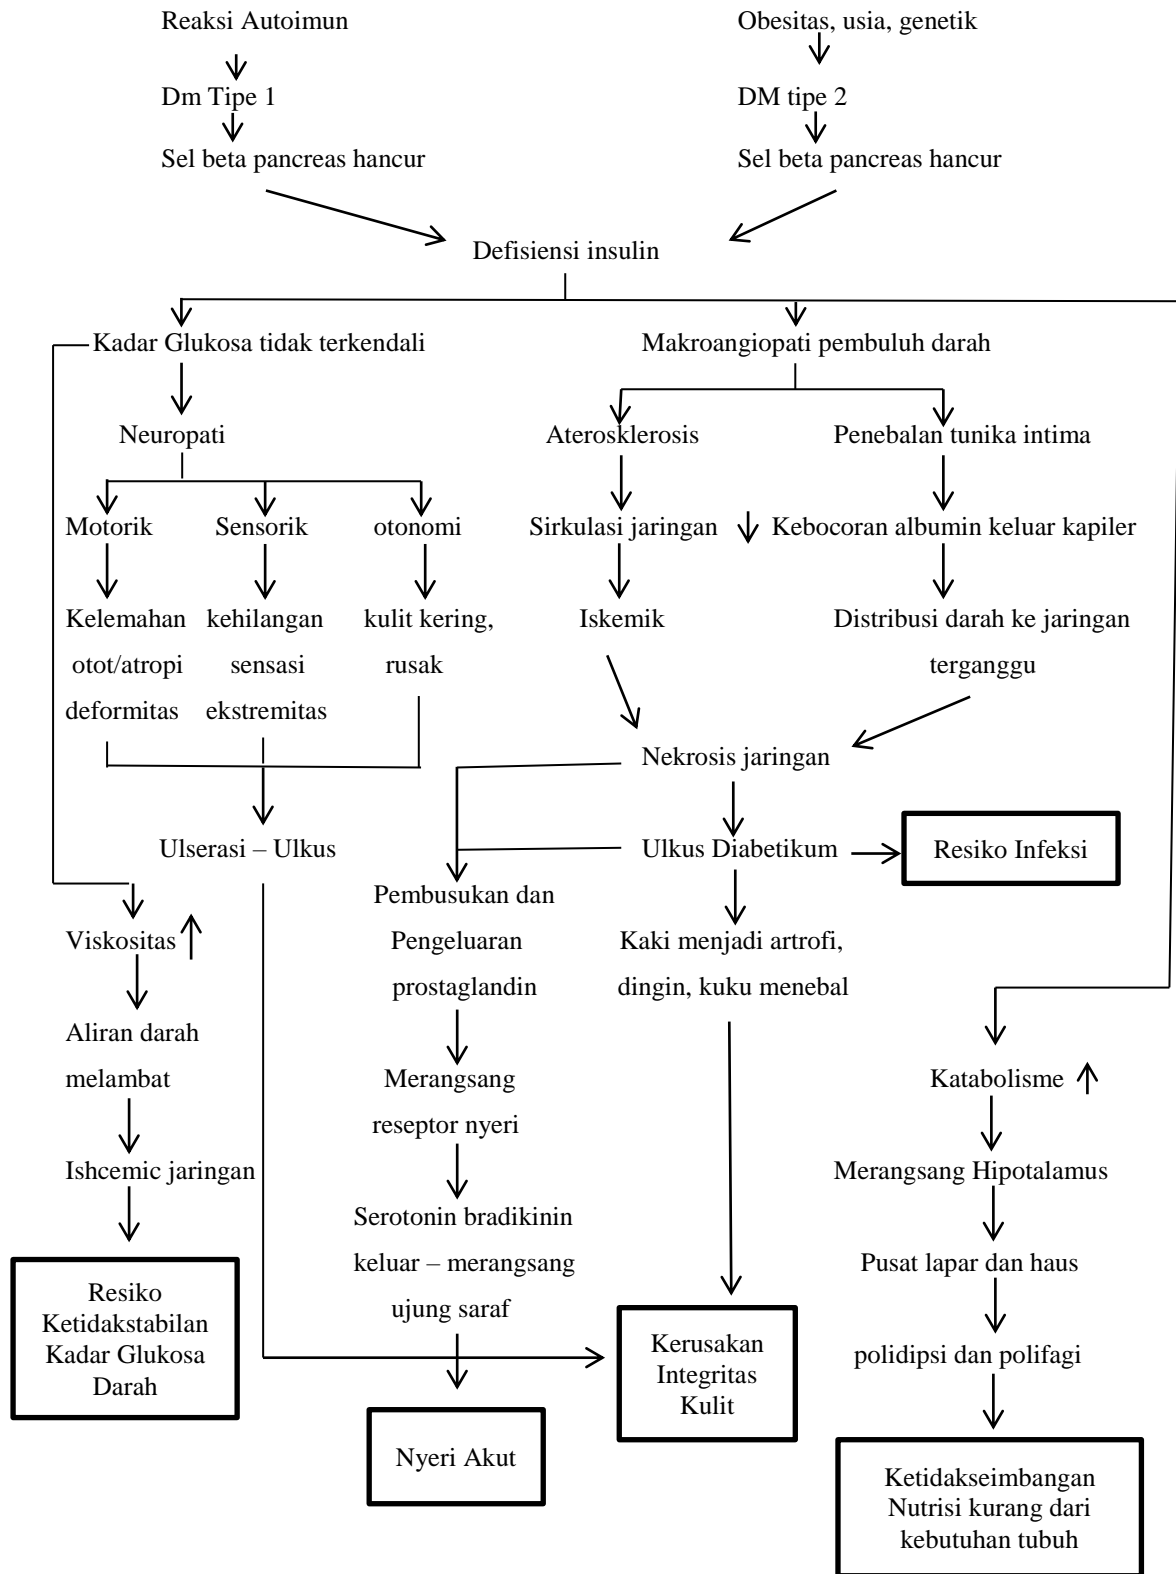 Reaksi Autoimun
Obesitas, usia, genetik
Dm Tipe 1
DM tipe 2
Sel beta pancreas hancur
Sel beta pancreas hancur
Defisiensi insulin
Kadar Glukosa tidak terkendali
Makroangiopati pembuluh darah
Neuropati
Aterosklerosis
Penebalan tunika intima
Motorik
Sensorik
otonomi
Sirkulasi jaringan ↓
Kebocoran albumin keluar kapiler
Kelemahan
otot/atropi
deformitas
kehilangan
sensasi
ekstremitas
kulit kering,
rusak
Iskemik
Distribusi darah ke jaringan
terganggu
Nekrosis jaringan
Ulserasi – Ulkus
Ulkus Diabetikum
Resiko Infeksi
Pembusukan dan
Pengeluaran
prostaglandin
Kaki menjadi artrofi,
dingin, kuku menebal
Viskositas ↑
Aliran darah
melambat
Merangsang
reseptor nyeri
Katabolisme ↑
Ishcemic jaringan
Merangsang Hipotalamus
Serotonin bradikinin
keluar – merangsang
ujung saraf
Pusat lapar dan haus
Resiko
Ketidakstabilan
Kadar Glukosa
Darah
Kerusakan
Integritas
Kulit
polidipsi dan polifagi
Nyeri Akut
Ketidakseimbangan
Nutrisi kurang dari
kebutuhan tubuh